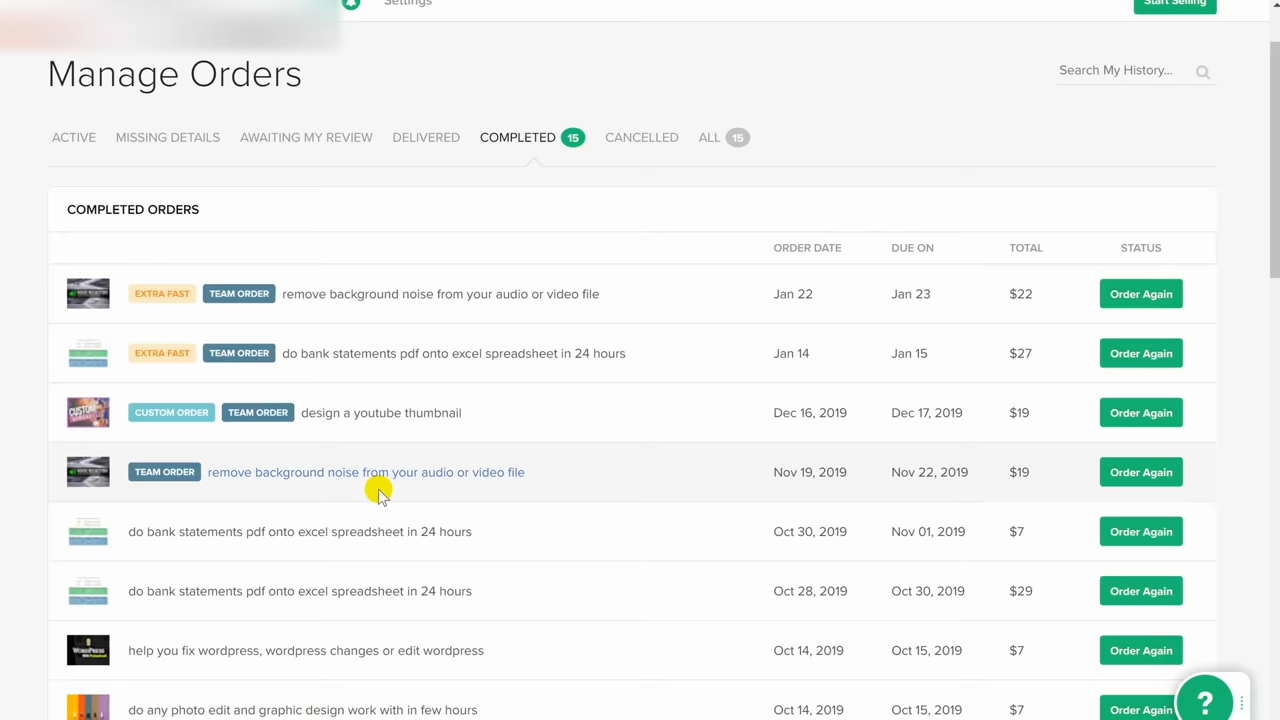 Settings
Start Selling
Manage Orders
Search My History...
ACTIVE MISSING DETAILS AWAITING MY REVIEW DELIVERED COMPLETED 15 CANCELLED ALL 15
COMPLETED ORDERS
ORDER DATE DUE ON TOTAL STATUS
EXTRA FAST TEAM ORDER remove background noise from your audio or video file Jan 22 Jan 23 $22 Order Again
EXTRA FAST TEAM ORDER do bank statements pdf onto excel spreadsheet in 24 hours Jan 14 Jan 15 $27 Order Again
CUSTOM
CUSTOM ORDER TEAM ORDER design a youtube thumbnail Dec 16, 2019 Dec 17, 2019 $19 Order Again
TEAM ORDER remove background noise from your audio or video file Nov 19, 2019 Nov 22, 2019 $19 Order Again
do bank statements pdf onto excel spreadsheet in 24 hours Oct 30, 2019 Nov 01, 2019 $7 Order Again
do bank statements pdf onto excel spreadsheet in 24 hours Oct 28, 2019 Oct 30, 2019 $29 Order Again
WORDPRESS
help you fix wordpress, wordpress changes or edit wordpress Oct 14, 2019 Oct 15, 2019 $7 Order Again
do any photo edit and graphic design work with in few hours Oct 14, 2019 Oct 15, 2019 $7 Order Again
?